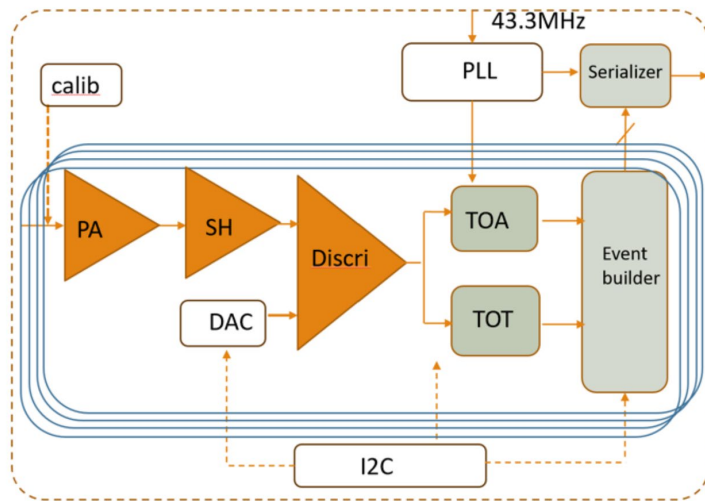 43.3MHz
PLL
Serializer
calib
PA
SH
Discri
TOA
Event
builder
DAC
TOT
I2C